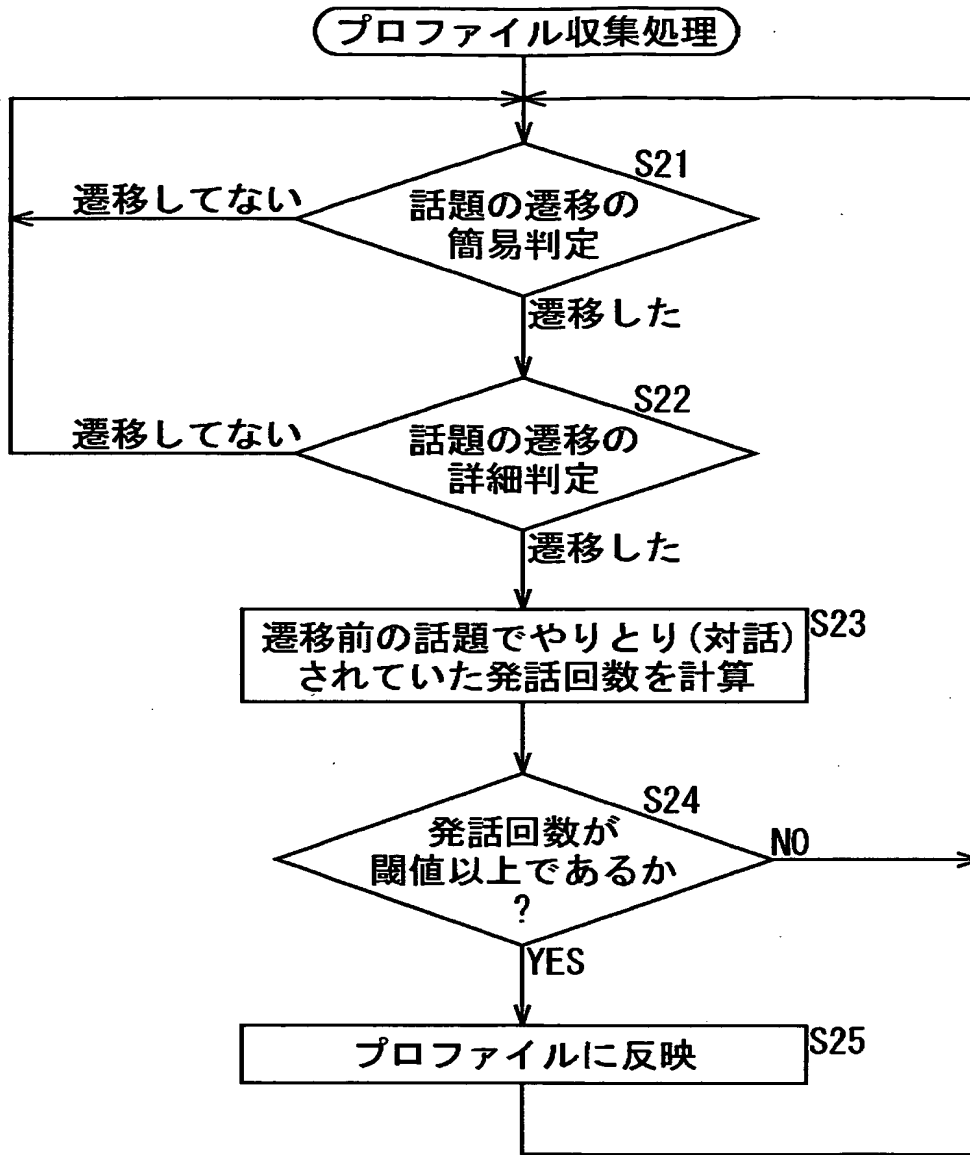 プロファイル収集処理
S21
遷移してない
話題の遷移の
簡易判定
遷移した
S22
遷移してない
話題の遷移の
詳細判定
遷移した
S23
遷移前の話題でやりとり(対話)
されていた発話回数を計算
S24
発話回数が
閾値以上であるか
?
NO
YES
S25
プロファイルに反映